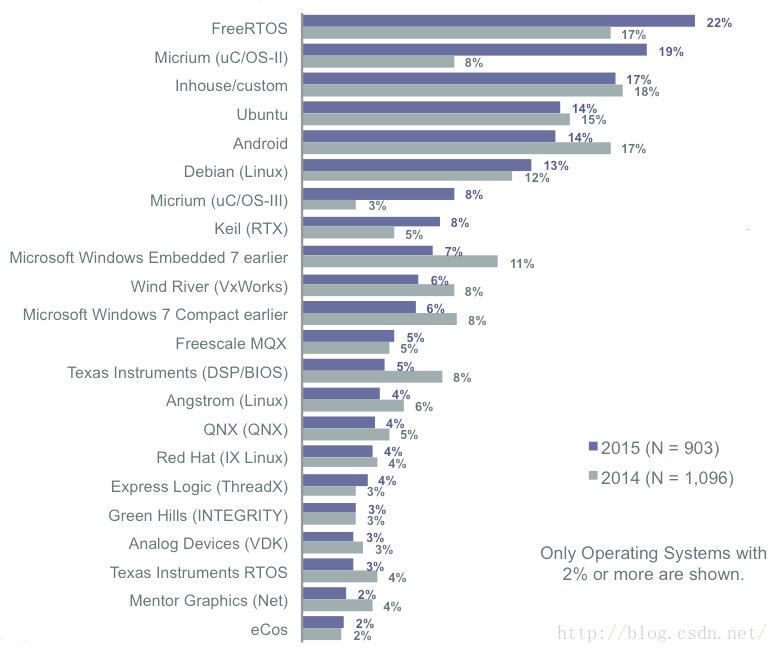 FreeRTOS 22%
17%
Micrium (uC/OS-II) 19%
8%
Inhouse/custom 17%
18%
Ubuntu 14%
15%
Android 14%
17%
Debian (Linux) 13%
12%
Micrium (uC/OS-III) 8%
3%
Keil (RTX) 8%
5%
Microsoft Windows Embedded 7 earlier 7%
11%
Wind River (VxWorks) 6%
8%
Microsoft Windows 7 Compact earlier 6%
8%
Freescale MQX 5%
5%
Texas Instruments (DSP/BIOS) 5%
8%
Angstrom (Linux) 4%
6%
QNX (QNX) 4%
5%
Red Hat (IX Linux) 4%
4%
Express Logic (ThreadX) 4%
3%
Green Hills (INTEGRITY) 3%
3%
Analog Devices (VDK) 3%
3%
Texas Instruments RTOS 3%
4%
Mentor Graphics (Net) 2%
4%
eCos 2%
2%
2015 (N = 903)
2014 (N = 1,096)
Only Operating Systems with
2% or more are shown.
http://blog.csdn.net/